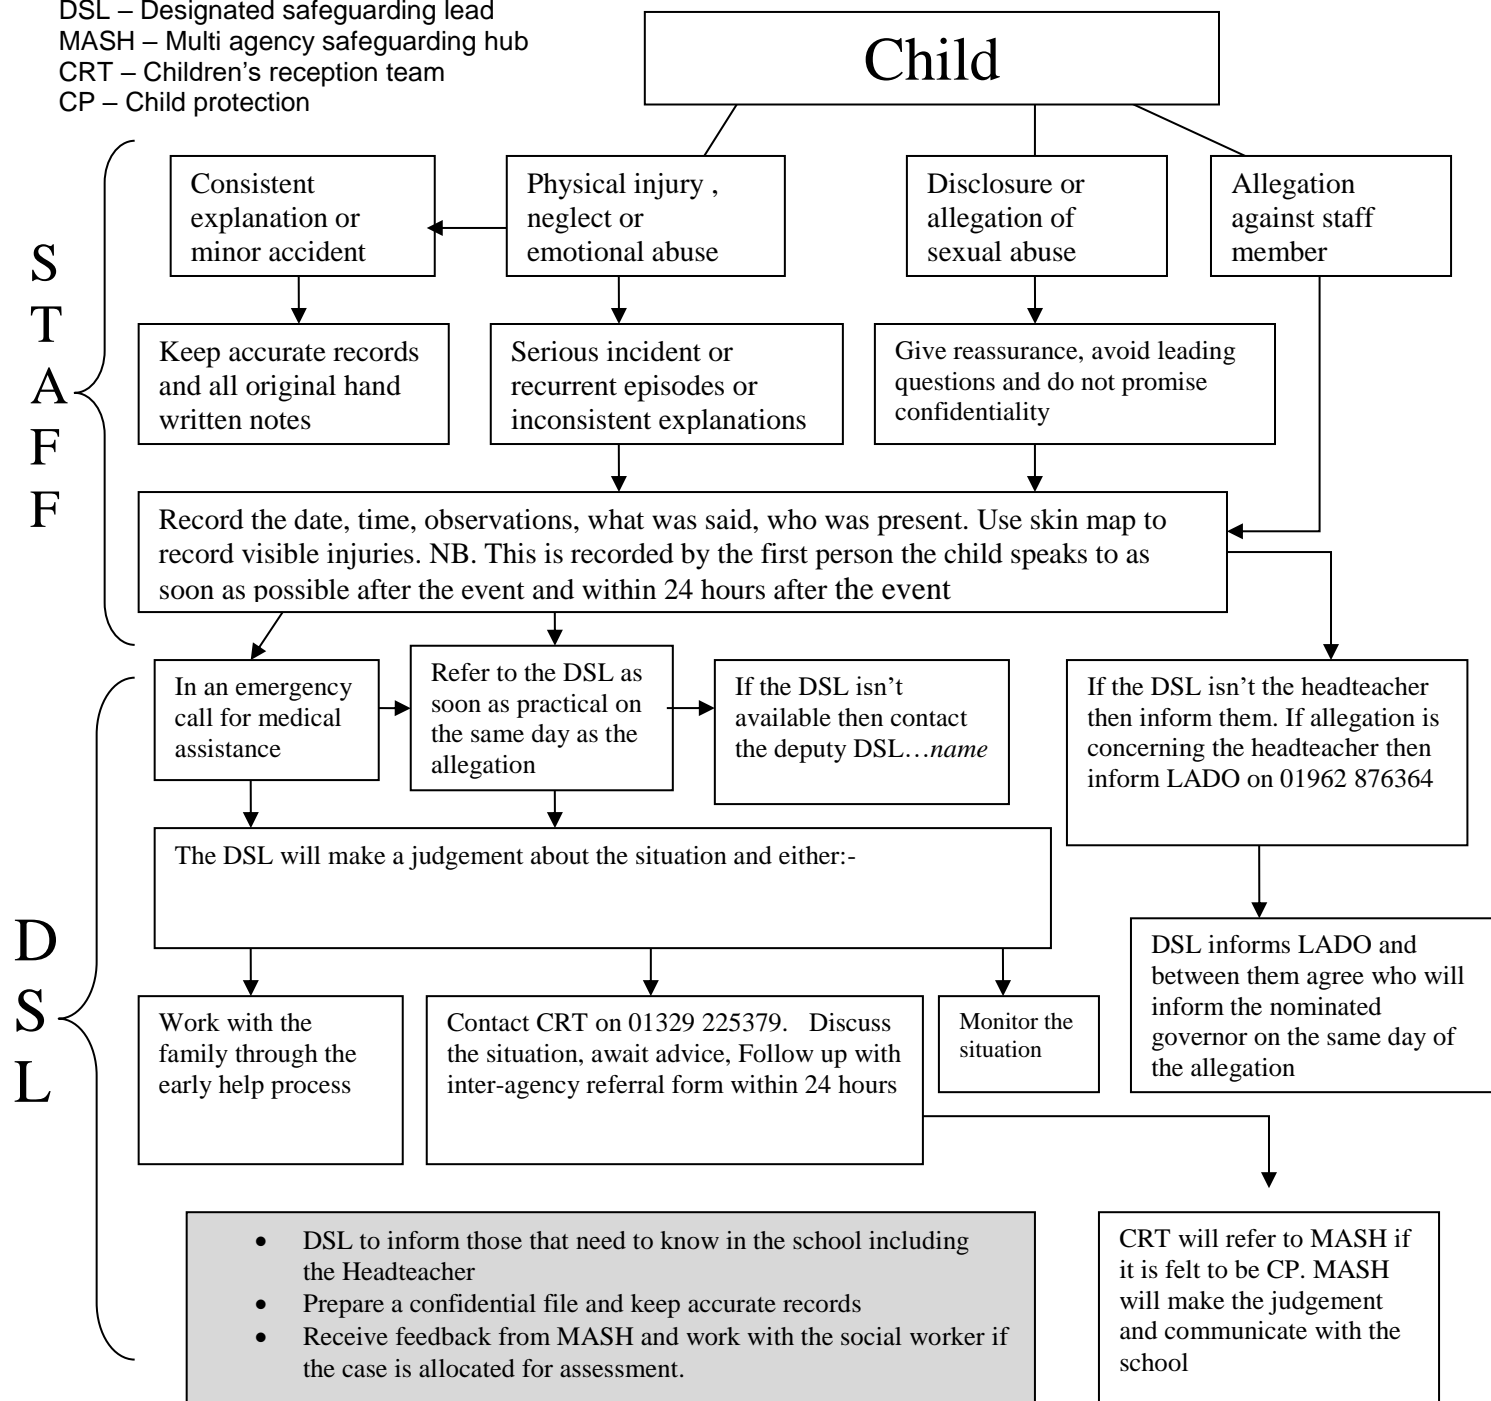 DSL – Designated safeguarding lead
MASH – Multi agency safeguarding hub
CRT – Children's reception team
CP – Child protection
Child
S
T
A
F
F
Consistent
explanation or
minor accident
Physical injury ,
neglect or
emotional abuse
Disclosure or
allegation of
sexual abuse
Allegation
against staff
member
Keep accurate records
and all original hand
written notes
Serious incident or
recurrent episodes or
inconsistent explanations
Give reassurance, avoid leading
questions and do not promise
confidentiality
Record the date, time, observations, what was said, who was present. Use skin map to
record visible injuries. NB. This is recorded by the first person the child speaks to as
soon as possible after the event and within 24 hours after the event
D
S
L
In an emergency
call for medical
assistance
Refer to the DSL as
soon as practical on
the same day as the
allegation
If the DSL isn't
available then contact
the deputy DSL…name
If the DSL isn't the headteacher
then inform them. If allegation is
concerning the headteacher then
inform LADO on 01962 876364
The DSL will make a judgement about the situation and either:-
DSL informs LADO and
between them agree who will
inform the nominated
governor on the same day of
the allegation
Work with the
family through the
early help process
Contact CRT on 01329 225379.   Discuss
the situation, await advice, Follow up with
inter-agency referral form within 24 hours
Monitor the
situation
• DSL to inform those that need to know in the school including
the Headteacher
• Prepare a confidential file and keep accurate records
• Receive feedback from MASH and work with the social worker if
the case is allocated for assessment.
CRT will refer to MASH if
it is felt to be CP. MASH
will make the judgement
and communicate with the
school